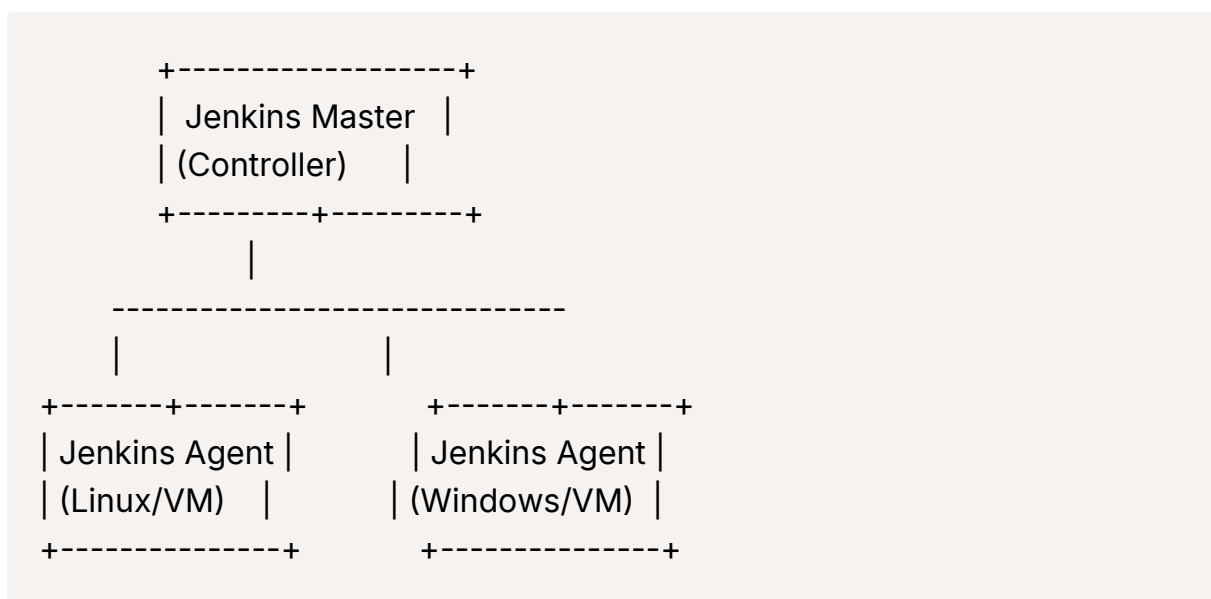 +-------------------+
|  Jenkins Master   |
| (Controller)      |
+---------+---------+
|
-------------------------------
|                             |
+-------+-------+             +-------+-------+
| Jenkins Agent |             | Jenkins Agent |
| (Linux/VM)    |             | (Windows/VM)  |
+---------------+             +---------------+